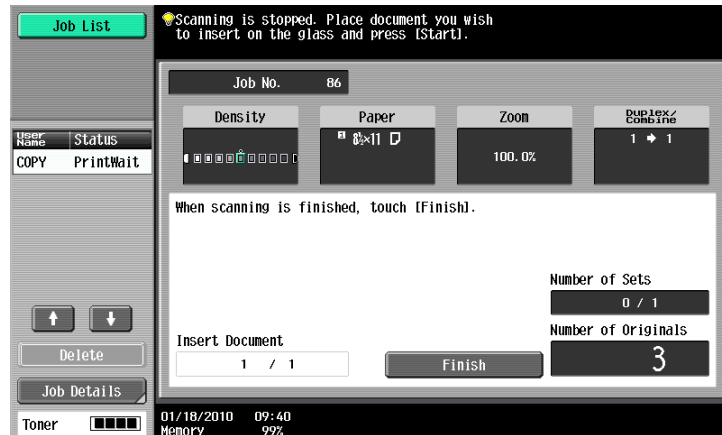 Job List
Scanning is stopped. Place document you wish
to insert on the glass and press [Start].
Job No. 86
Density
Paper
Zoom
Duplex/
Combine
1 8½×11
100.0%
1 → 1
User
Name
Status
COPY PrintWait
When scanning is finished, touch [Finish].
Number of Sets
0 / 1
Number of Originals
3
Insert Document
1 / 1
Finish
Delete
Job Details
Toner
01/18/2010 09:40
Memory 99%